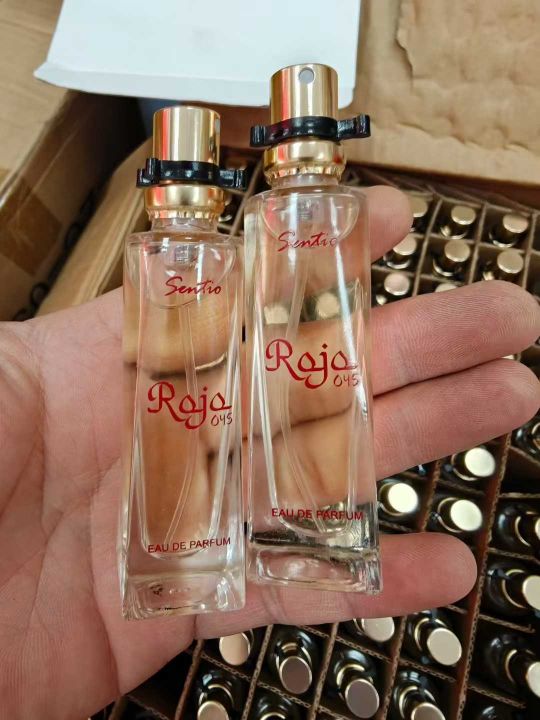 Sentio
Rojo
045
EAU DE PARFUM
Sentio
Rojo
045
EAU DE PARFUM